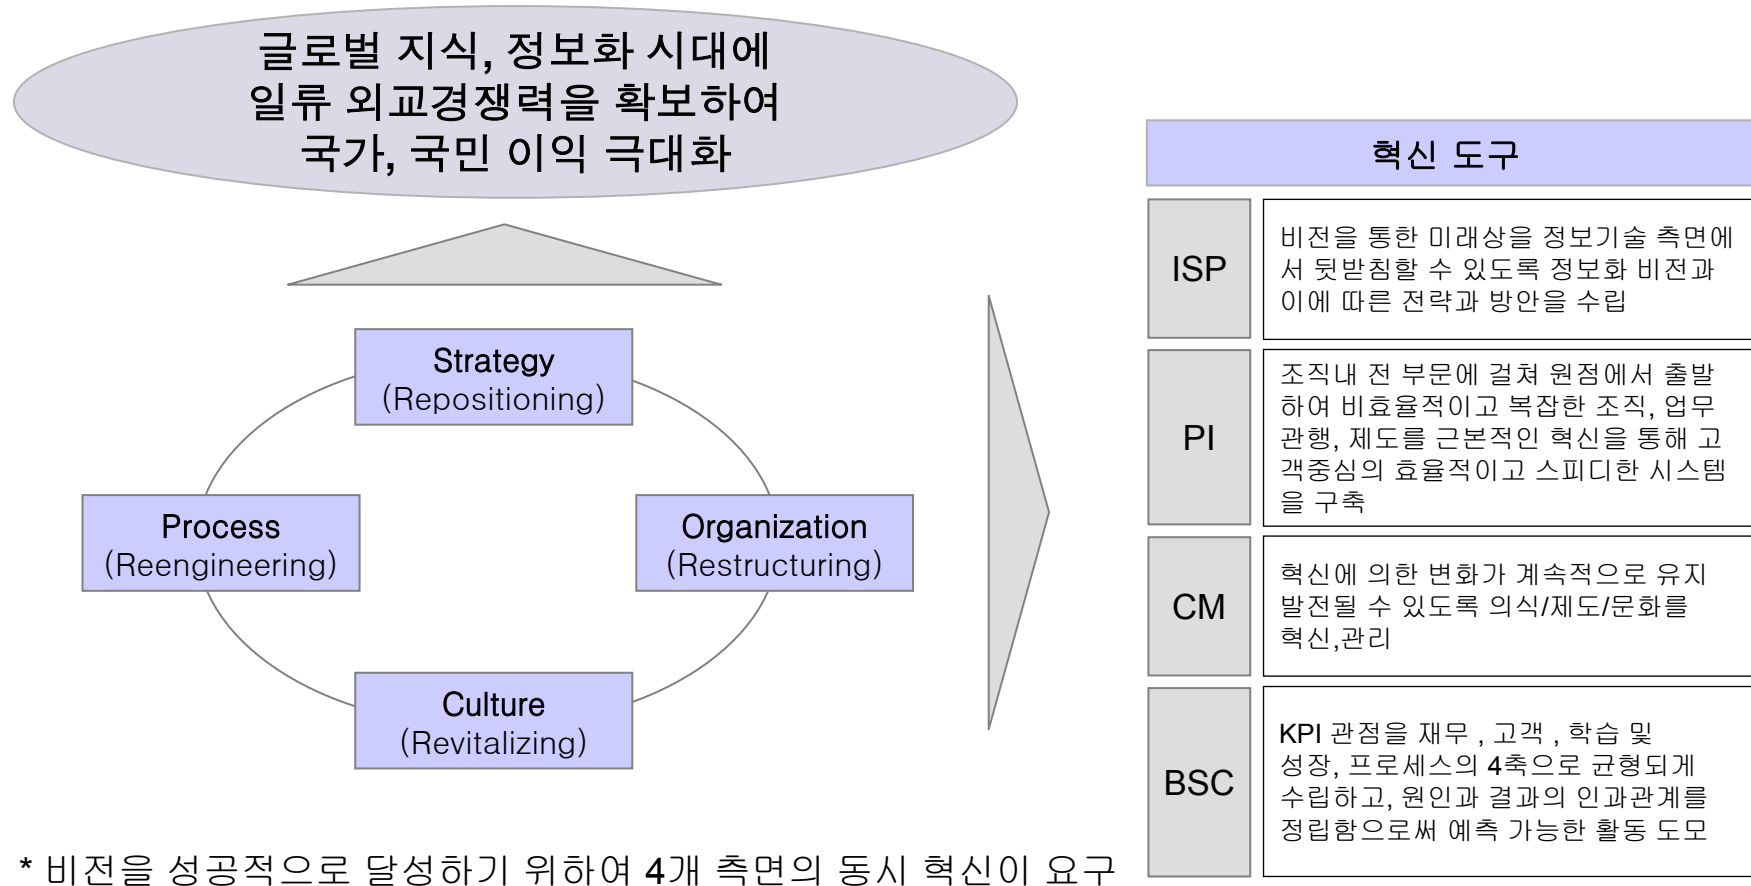 글로벌 지식, 정보화 시대에
일류 외교경쟁력을 확보하여
국가, 국민 이익 극대화
Strategy
(Repositioning)
Process
(Reengineering)
Organization
(Restructuring)
Culture
(Revitalizing)
* 비전을 성공적으로 달성하기 위하여 4개 측면의 동시 혁신이 요구
혁신 도구
ISP
비전을 통한 미래상을 정보기술 측면에
서 뒷받침할 수 있도록 정보화 비전과
이에 따른 전략과 방안을 수립
PI
조직내 전 부문에 걸쳐 원점에서 출발
하여 비효율적이고 복잡한 조직, 업무
관행, 제도를 근본적인 혁신을 통해 고
객중심의 효율적이고 스피디한 시스템
을 구축
CM
혁신에 의한 변화가 계속적으로 유지
발전될 수 있도록 의식/제도/문화를
혁신,관리
BSC
KPI 관점을 재무 , 고객 , 학습 및
성장, 프로세스의 4축으로 균형되게
수립하고, 원인과 결과의 인과관계를
정립함으로써 예측 가능한 활동 도모